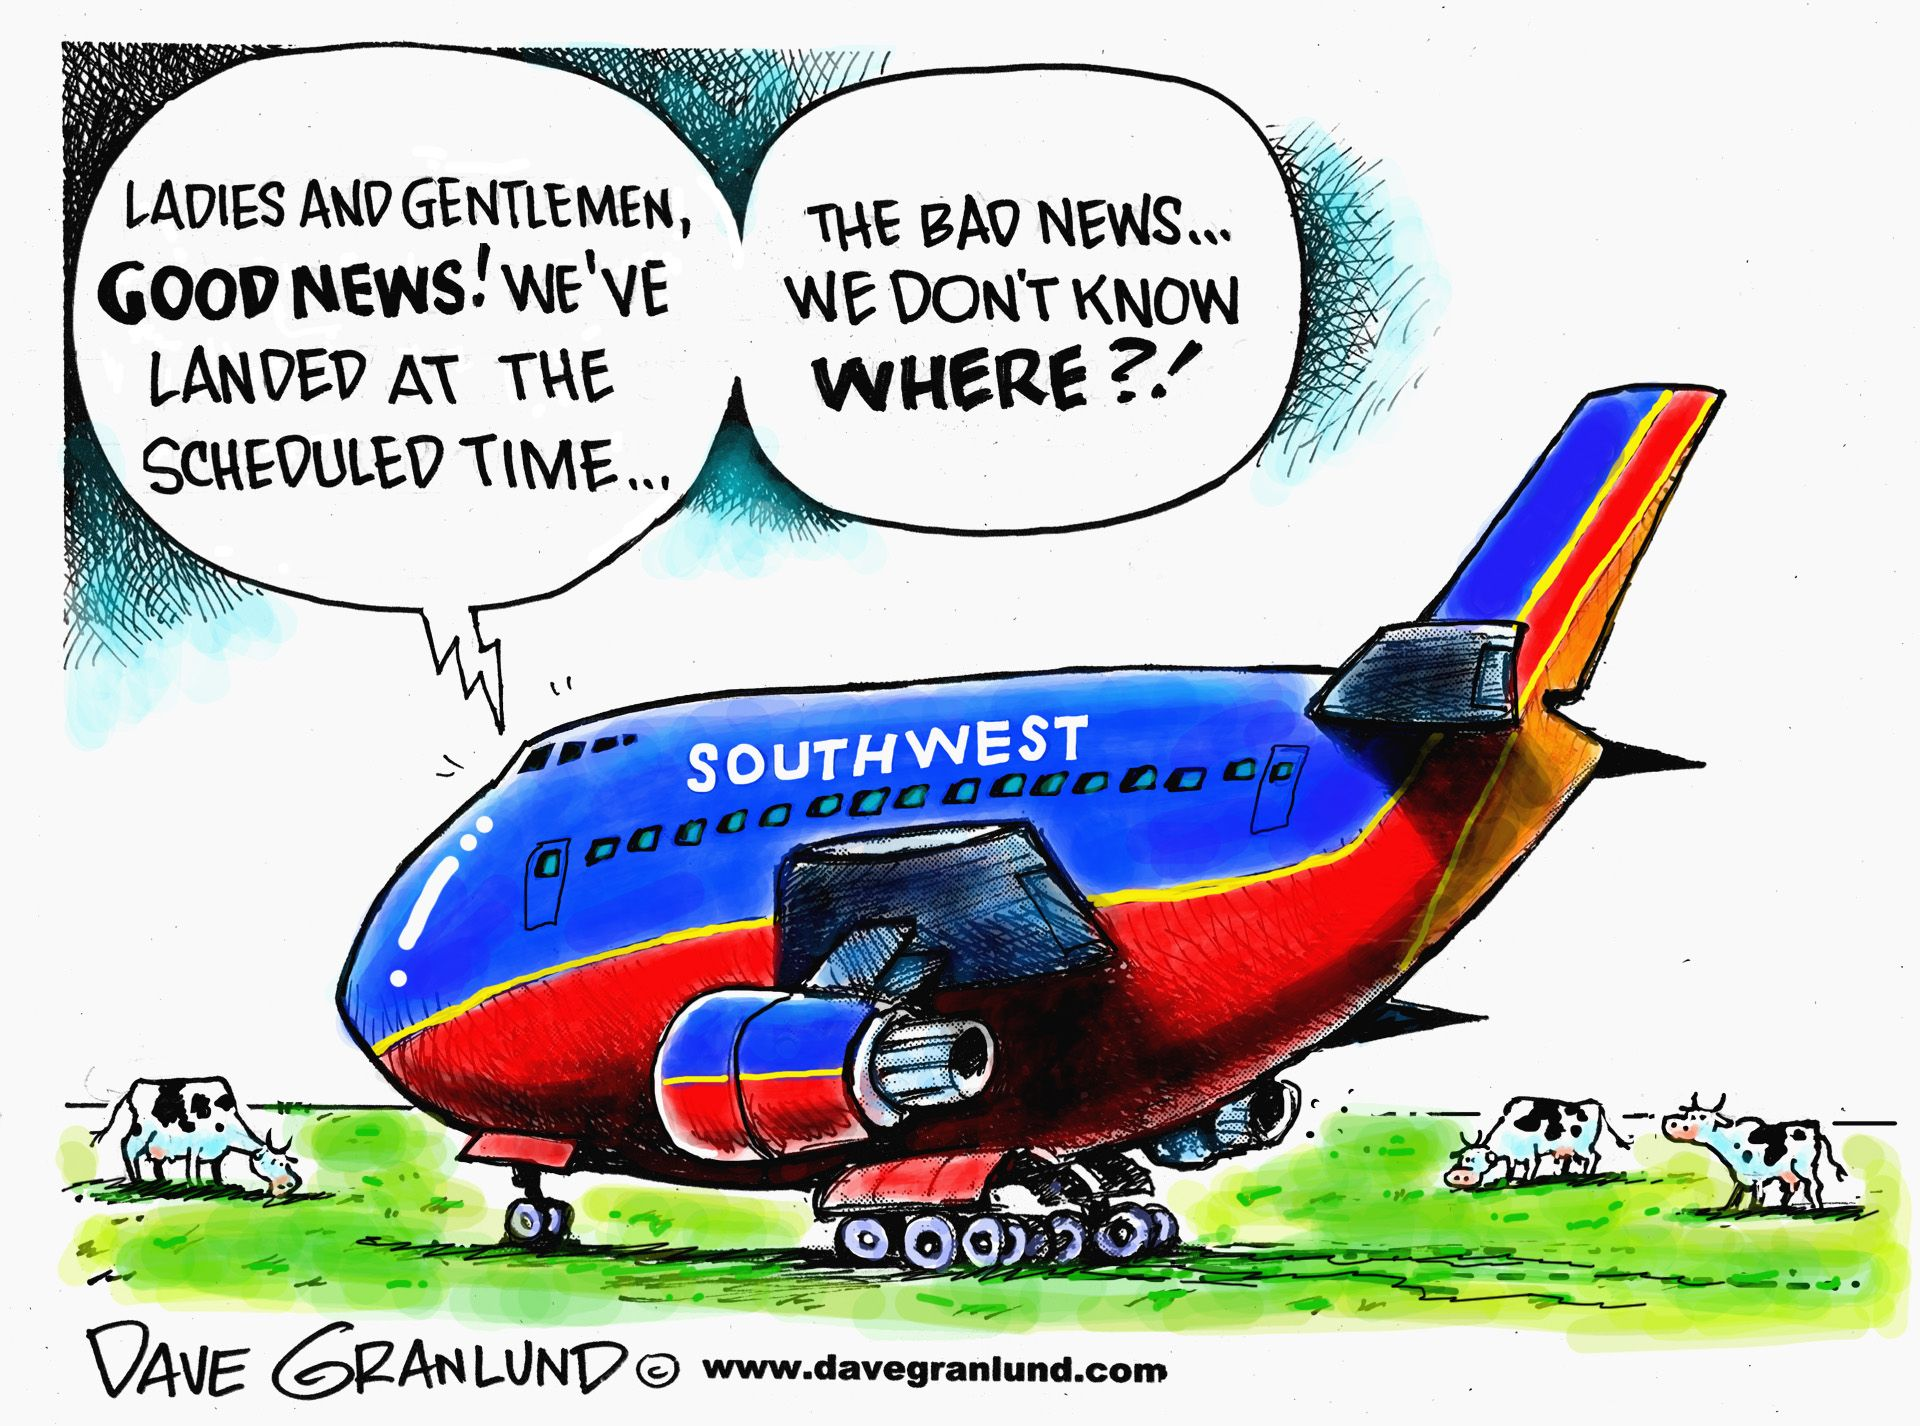 LADIES AND GENTLEMEN,
GOOD NEWS! WE'VE
LANDED AT THE
SCHEDULED TIME...
THE BAD NEWS...
WE DON'T KNOW
WHERE?!
SOUTHWEST
DAVE GRANLUND © www.davegranlund.com